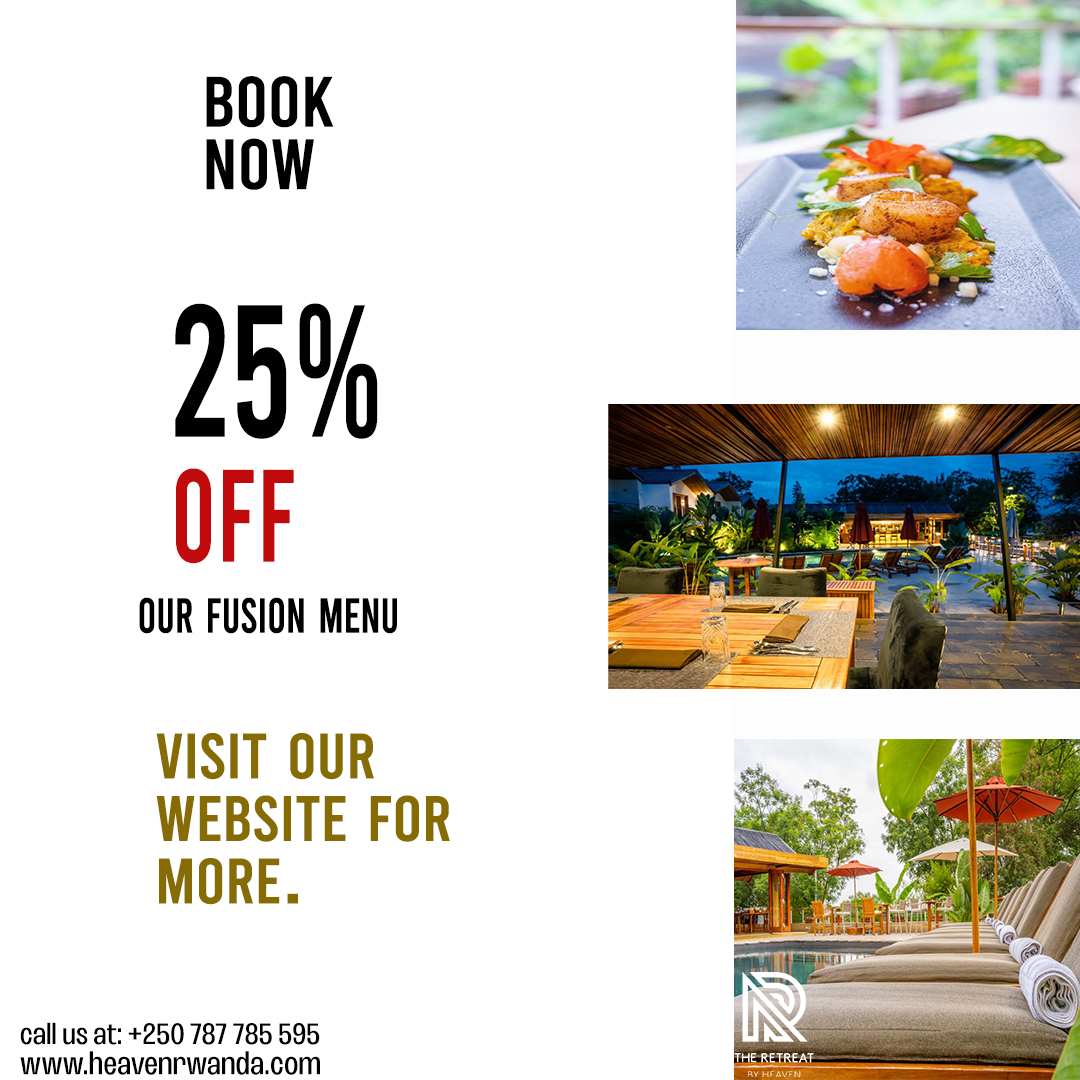 BOOK
NOW
25%
OFF
OUR FUSION MENU
VISIT OUR
WEBSITE FOR
MORE.
call us at: +250 787 785 595
www.heavenrwanda.com
THE RETREAT
BY HEAVEN